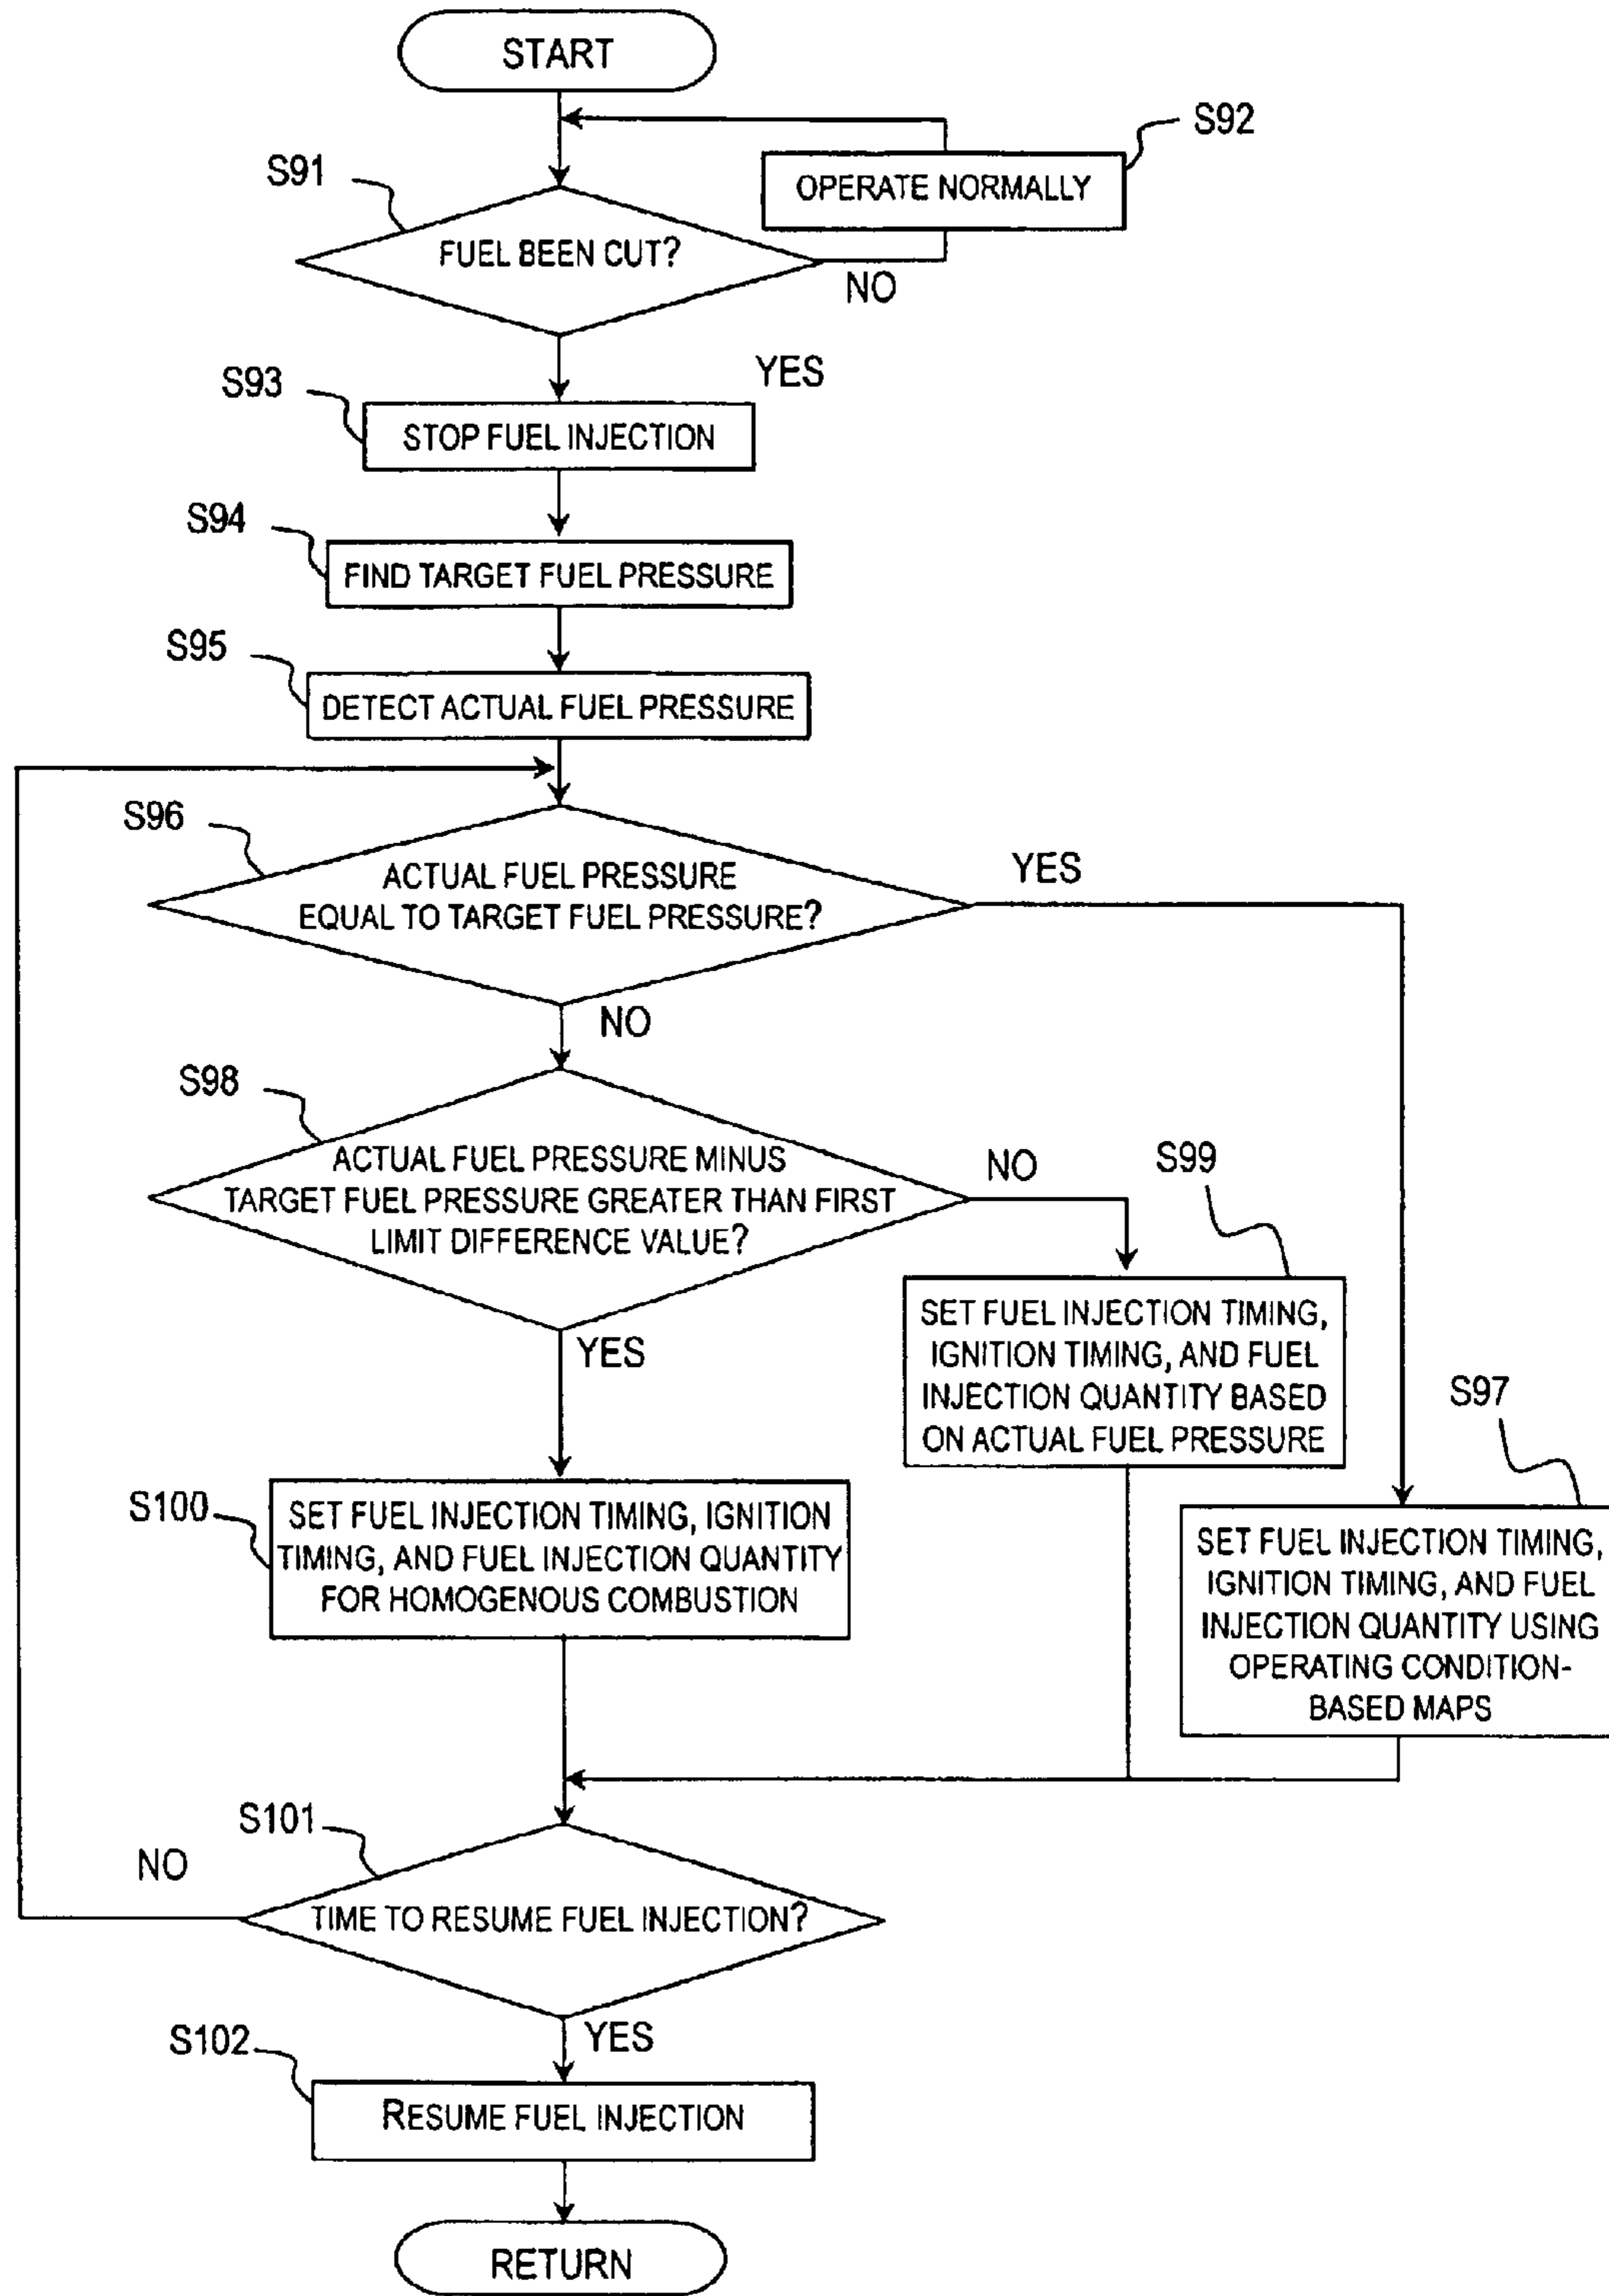 START
S92
OPERATE NORMALLY
S91
FUEL BEEN CUT?
NO
YES
S93
STOP FUEL INJECTION
S94
FIND TARGET FUEL PRESSURE
S95
DETECT ACTUAL FUEL PRESSURE
S96
ACTUAL FUEL PRESSURE
EQUAL TO TARGET FUEL PRESSURE?
YES
NO
S98
ACTUAL FUEL PRESSURE MINUS
TARGET FUEL PRESSURE GREATER THAN FIRST
LIMIT DIFFERENCE VALUE?
NO
S99
SET FUEL INJECTION TIMING,
IGNITION TIMING, AND FUEL
INJECTION QUANTITY BASED
ON ACTUAL FUEL PRESSURE
YES
S97
SET FUEL INJECTION TIMING,
IGNITION TIMING, AND FUEL
INJECTION QUANTITY USING
OPERATING CONDITION-
BASED MAPS
S100
SET FUEL INJECTION TIMING, IGNITION
TIMING, AND FUEL INJECTION QUANTITY
FOR HOMOGENOUS COMBUSTION
S101
NO
TIME TO RESUME FUEL INJECTION?
YES
S102
RESUME FUEL INJECTION
RETURN